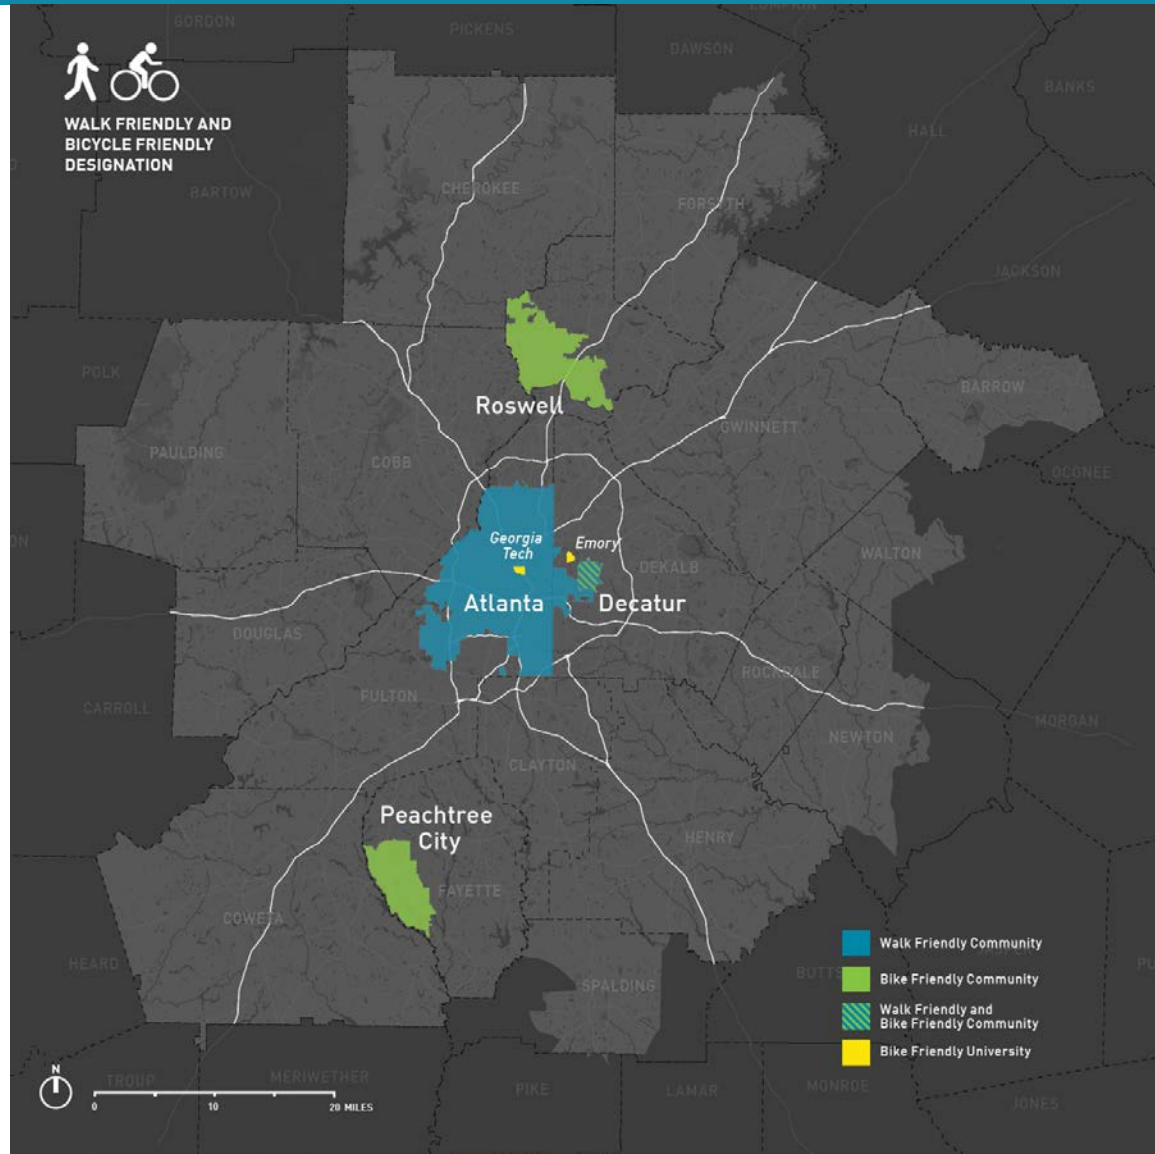 GORDON
PICKENS
LUMPKIN
DAWSON
BANKS
HALL
WALK FRIENDLY AND
BICYCLE FRIENDLY
DESIGNATION
BARTOW
CHEROKEE
FORSYTH
JACKSON
POLK
BARROW
Roswell
GWINNETT
PAULDING
COBB
OCONEE
Georgia
Tech
Emory
WALTON
DEKALB
Atlanta
Decatur
DOUGLAS
ROCKDALE
FULTON
CARROLL
MORGAN
NEWTON
CLAYTON
Peachtree
City
HENRY
FAYETTE
COWETA
Walk Friendly Community
HEARD
BUTTS
JASPER
Bike Friendly Community
SPALDING
Walk Friendly and
Bike Friendly Community
Bike Friendly University
N
TROUP
MERIWETHER
PIKE
LAMAR
MONROE
JONES
0 10 20 MILES